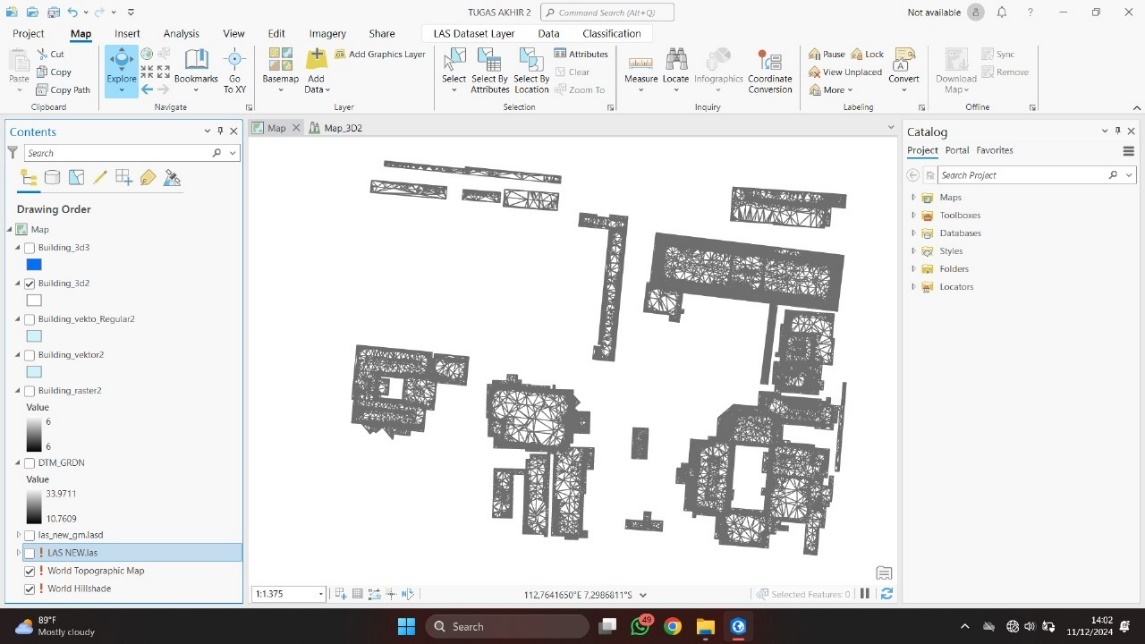 TUGAS AKHIR 2
Command Search (Alt+Q)
Not available
Project
Map
Insert
Analysis
View
Edit
Imagery
Share
LAS Dataset Layer
Data
Classification
Paste
Cut
Copy
Copy Path
Clipboard
Explore
Bookmarks
Go To XY
Navigate
Basemap
Add Data
Add Graphics Layer
Layer
Select
Select By Attributes
Select By Location
Attributes
Clear
Zoom To
Selection
Measure
Locate
Infographics
Coordinate Conversion
Inquiry
Pause
Lock
View Unplaced
More
Convert
Labeling
Download Map
Sync
Remove
Offline
Contents
Search
Drawing Order
Map
Building_3d3
Building_3d2
Building_vekto_Regular2
Building_vektor2
Building_raster2
Value
6
6
DTM_GRDN
Value
33.9711
10.7609
las_new_gm.lasd
! LAS NEW.las
! World Topographic Map
! World Hillshade
Map
Map_3D2
1:1.375
112,7641650°E 7,2986811°S
Selected Features: 0
Catalog
Project
Portal
Favorites
Search Project
Maps
Toolboxes
Databases
Styles
Folders
Locators
89°F
Mostly cloudy
Search
49
14:02
11/12/2024